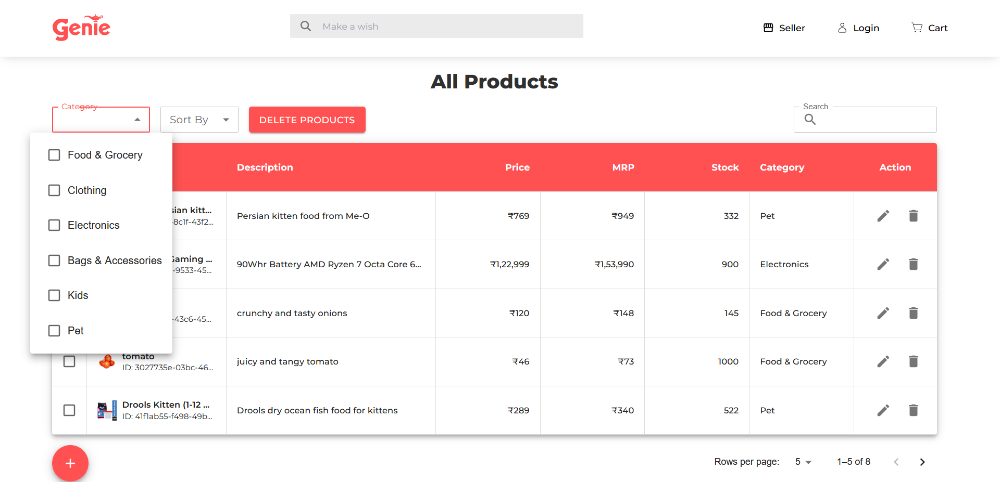 Genie
Make a wish
Seller
Login
Cart
All Products
Category
Sort By
DELETE PRODUCTS
Search
Food & Grocery
Clothing
Electronics
Bags & Accessories
Kids
Pet
Description Price MRP Stock Category Action
sian kitt...
-8c1f-43f2...
Persian kitten food from Me-O ₹769 ₹949 332 Pet
Gaming ...
-9533-45...
90Whr Battery AMD Ryzen 7 Octa Core 6... ₹1,22,999 ₹1,53,990 900 Electronics
-43c6-45...
crunchy and tasty onions ₹120 ₹148 145 Food & Grocery
tomato
ID: 3027735e-03bc-46...
juicy and tangy tomato ₹46 ₹73 1000 Food & Grocery
Drools Kitten (1-12 ...
ID: 41f1ab55-f498-49b...
Drools dry ocean fish food for kittens ₹289 ₹340 522 Pet
Rows per page: 5 1–5 of 8